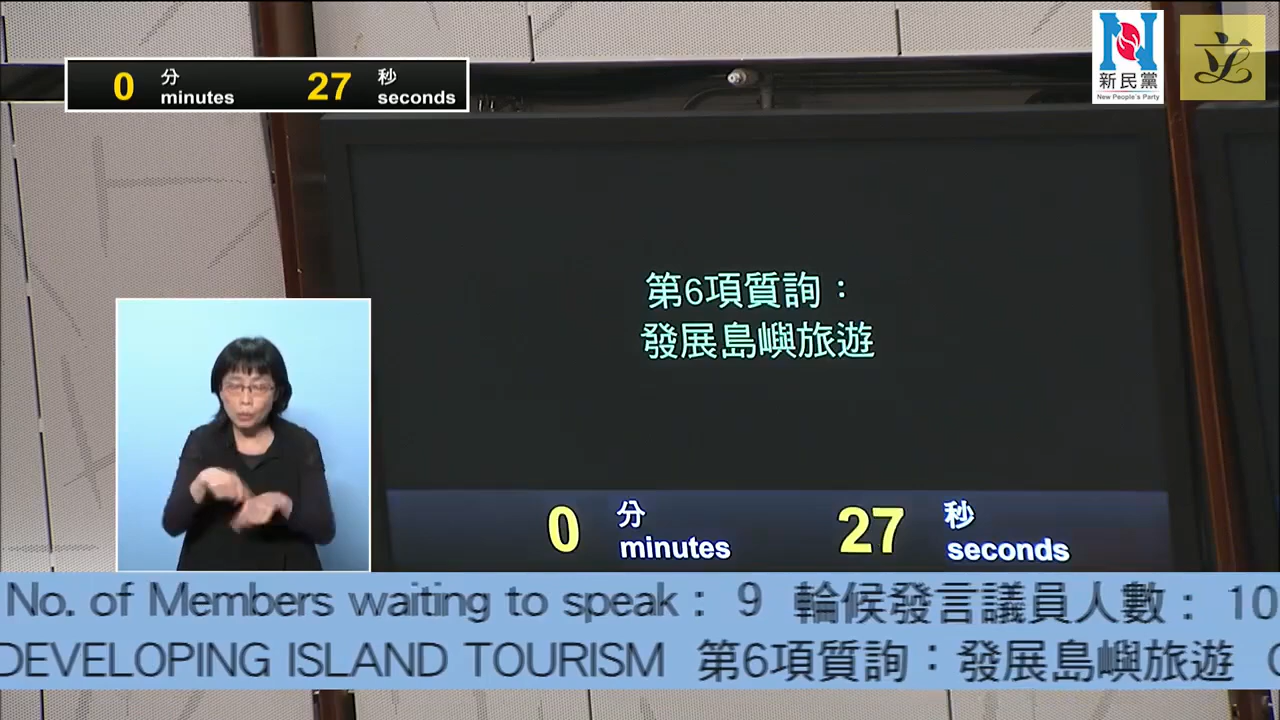 0 分 minutes 27 秒 seconds
N
新民黨
New People's Party
立
第6項質詢：
發展島嶼旅遊
0 分 minutes 27 秒 seconds
No. of Members waiting to speak : 9 輪候發言議員人數 : 10
DEVELOPING ISLAND TOURISM 第6項質詢：發展島嶼旅遊